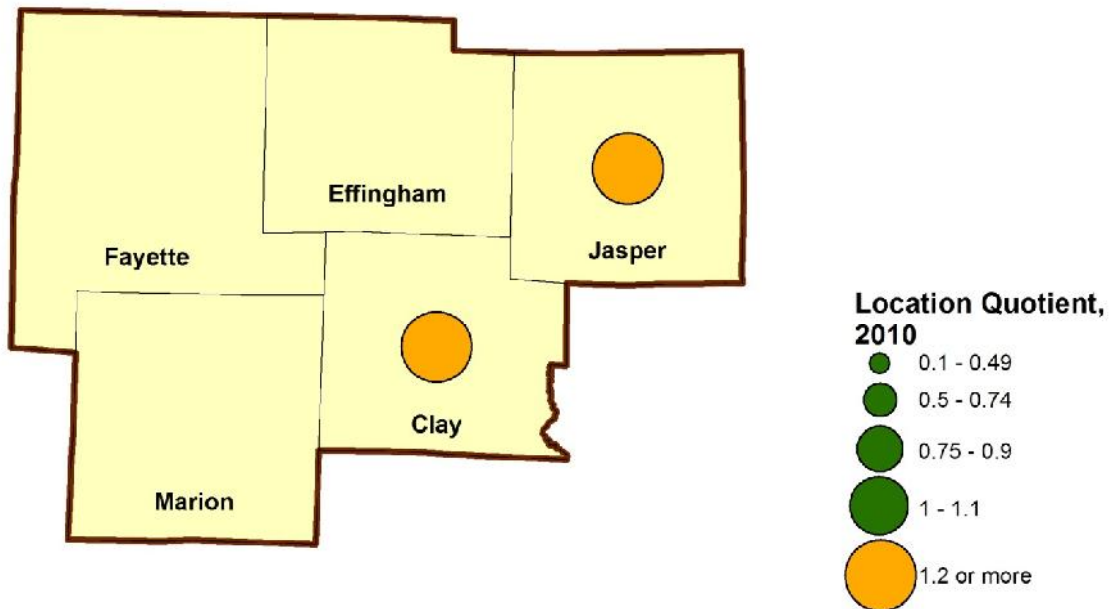 Effingham
Jasper
Fayette
Clay
Marion
Location Quotient,
2010
0.1 - 0.49
0.5 - 0.74
0.75 - 0.9
1 - 1.1
1.2 or more